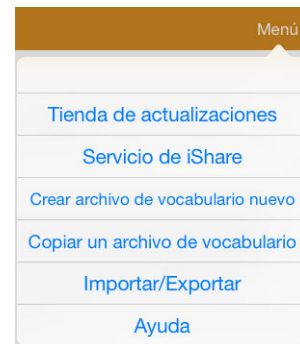 Menú
Tienda de actualizaciones
Servicio de iShare
Crear archivo de vocabulario nuevo
Copiar un archivo de vocabulario
Importar/Exportar
Ayuda